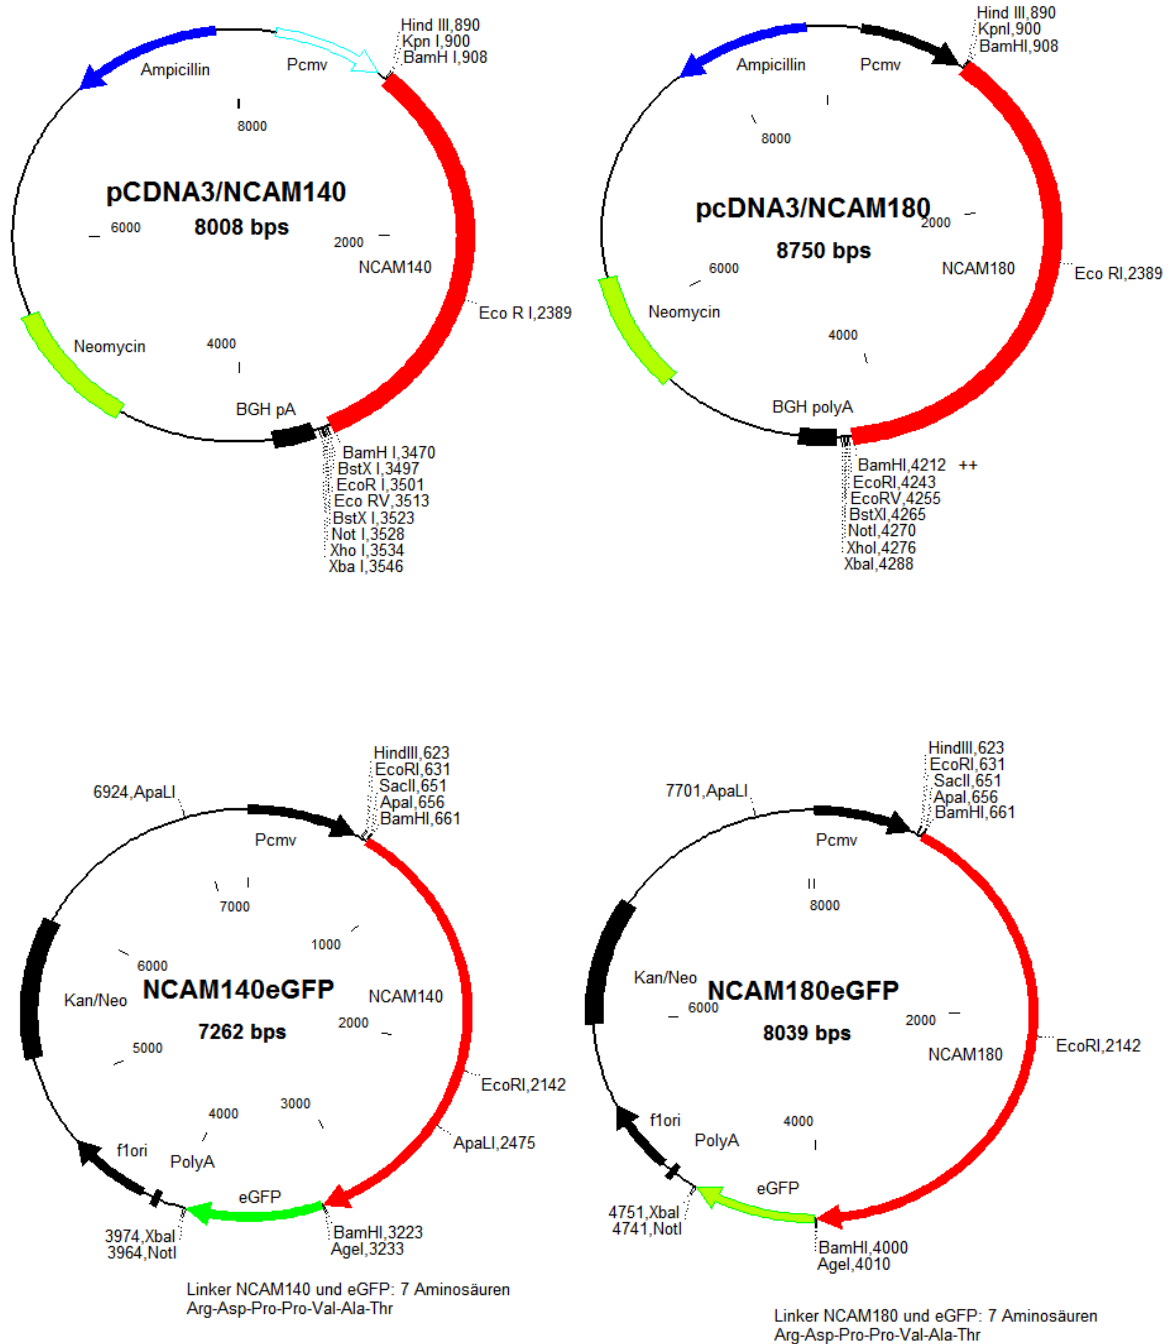 Hind III,890
Kpn I,900
BamH I,908
Pcmv
Ampicillin
8000
pCDNA3/NCAM140
8008 bps
6000
2000
NCAM140
Eco R I,2389
Neomycin
4000
BGH pA
BamH I,3470
BstX I,3497
EcoR I,3501
Eco RV,3513
BstX I,3523
Not I,3528
Xho I,3534
Xba I,3546
Hind III,890
KpnI,900
BamHI,908
Pcmv
Ampicillin
8000
pcDNA3/NCAM180
8750 bps
2000
NCAM180
Eco RI,2389
6000
Neomycin
4000
BGH polyA
BamHI,4212 ++
EcoRI,4243
EcoRV,4255
BstXI,4265
NotI,4270
XhoI,4276
XbaI,4288
HindIII,623
EcoRI,631
SacII,651
ApaI,656
BamHI,661
6924,ApaLI
Pcmv
7000
1000
6000
Kan/Neo
NCAM140eGFP
7262 bps
NCAM140
2000
5000
EcoRI,2142
4000
3000
ApaLI,2475
f1ori
PolyA
eGFP
3974,XbaI
3964,NotI
BamHI,3223
AgeI,3233
Linker NCAM140 und eGFP: 7 Aminosäuren
Arg-Asp-Pro-Pro-Val-Ala-Thr
HindIII,623
EcoRI,631
SacII,651
ApaI,656
BamHI,661
7701,ApaLI
Pcmv
8000
Kan/Neo
NCAM180eGFP
6000
8039 bps
2000
NCAM180
EcoRI,2142
4000
f1ori
PolyA
eGFP
4751,XbaI
4741,NotI
BamHI,4000
AgeI,4010
Linker NCAM180 und eGFP: 7 Aminosäuren
Arg-Asp-Pro-Pro-Val-Ala-Thr